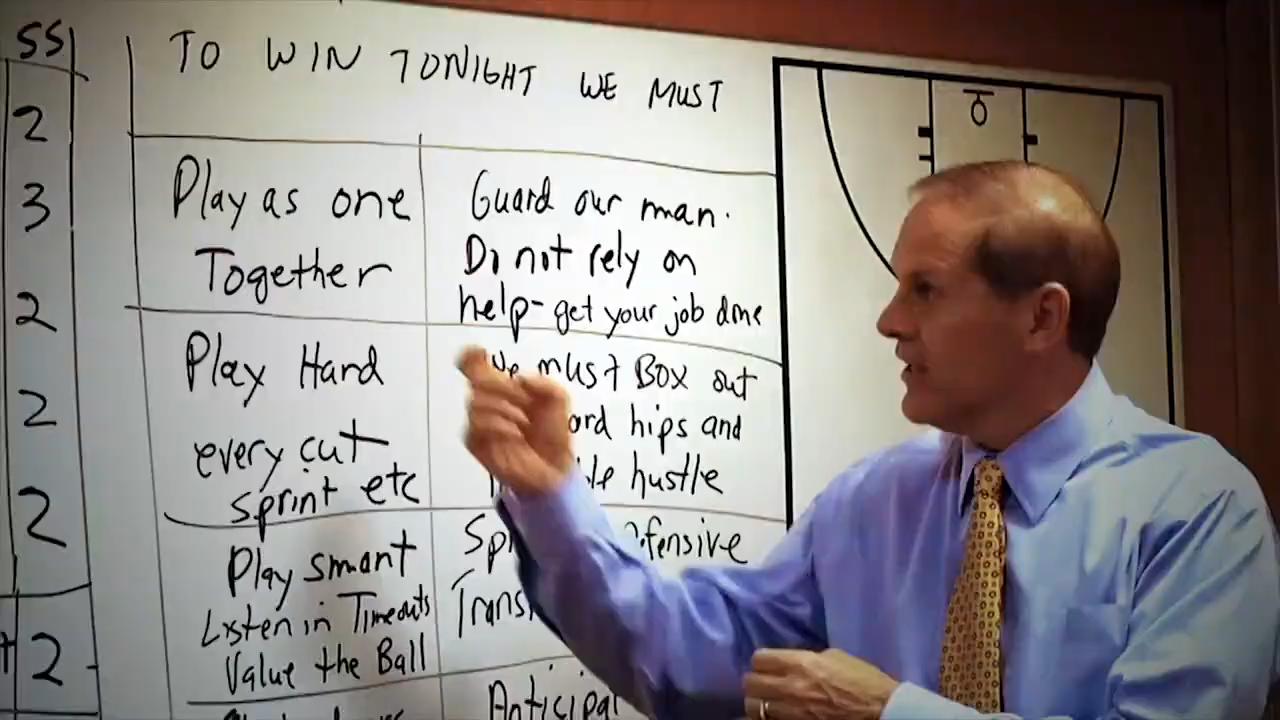 SS
2
3
2
2
2
2
TO WIN TONIGHT WE MUST
Play as one
Together
Guard our man.
Do not rely on
help - get your job done
Play Hard
every cut
sprint etc
must Box out
hips and
hustle
Play smart
Listen in Timeouts
Value the Ball
Anticipat